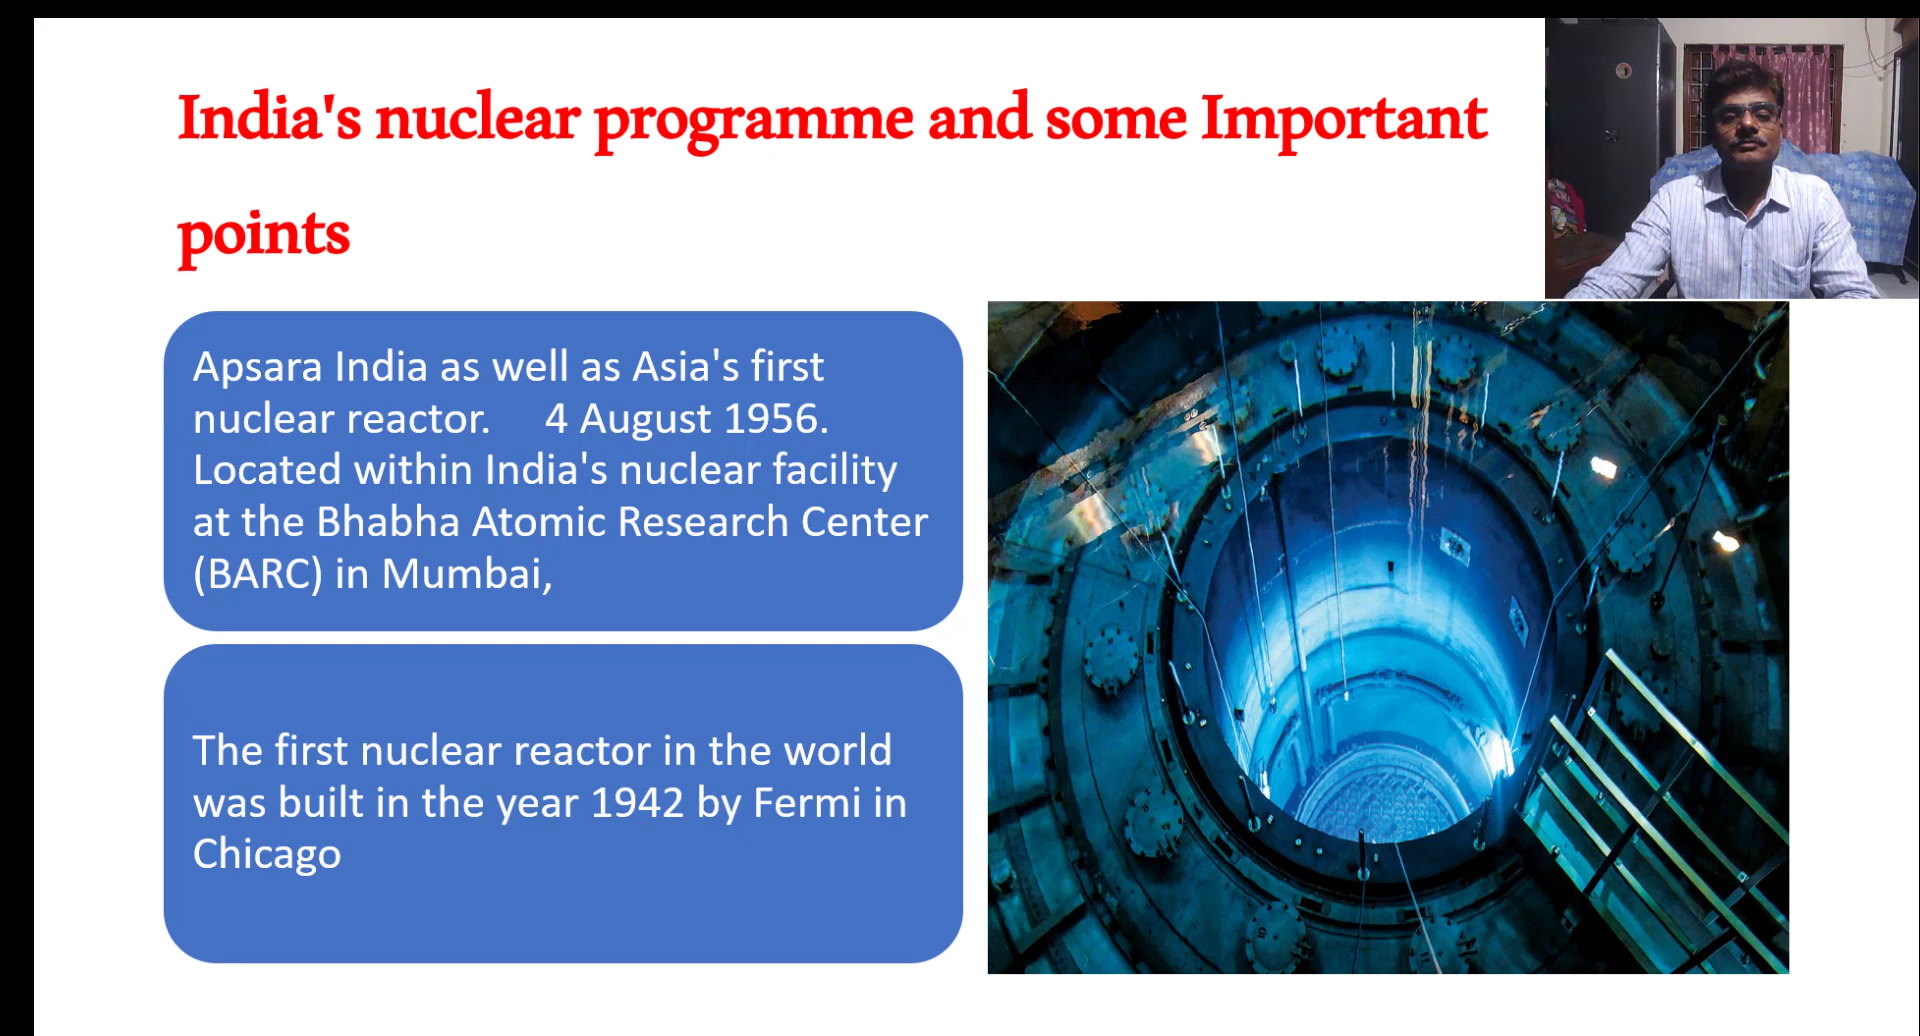 India's nuclear programme and some Important
points
Apsara India as well as Asia's first
nuclear reactor. 4 August 1956.
Located within India's nuclear facility
at the Bhabha Atomic Research Center
(BARC) in Mumbai,
The first nuclear reactor in the world
was built in the year 1942 by Fermi in
Chicago